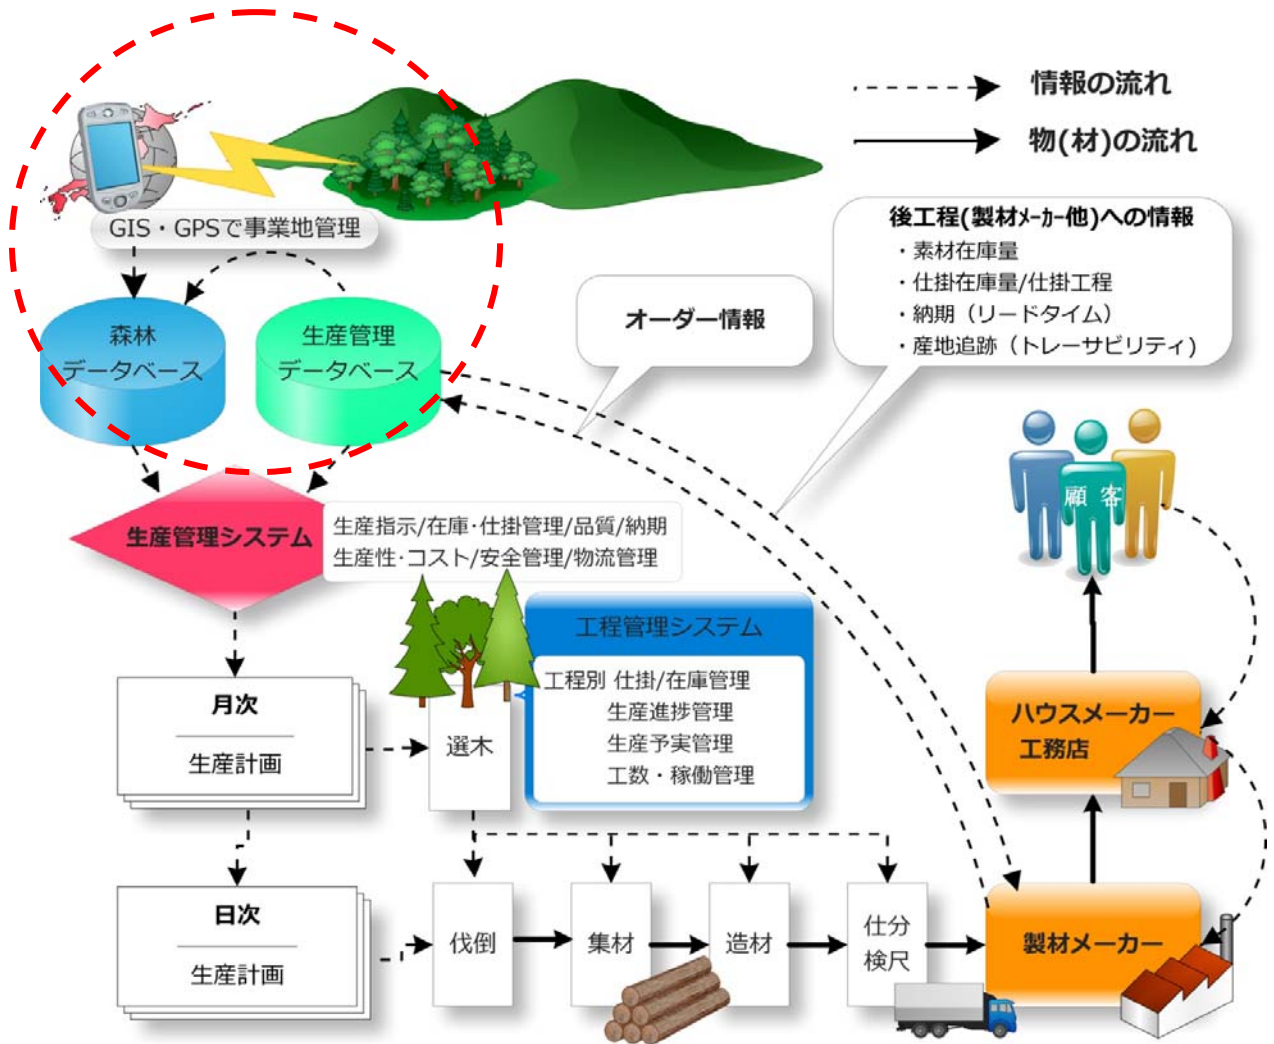 情報の流れ
物(材)の流れ
GIS・GPSで事業地管理
後工程(製材ﾒｰｶｰ他)への情報
・素材在庫量
・仕掛在庫量/仕掛工程
・納期（リードタイム）
・産地追跡（トレーサビリティ）
オーダー情報
森林
データベース
生産管理
データベース
顧客
生産管理システム
生産指示/在庫･仕掛管理/品質/納期
生産性･コスト/安全管理/物流管理
工程管理システム
工程別 仕掛/在庫管理
生産進捗管理
生産予実管理
工数・稼働管理
月次
生産計画
選木
ハウスメーカー
工務店
日次
生産計画
伐倒
集材
造材
仕分
検尺
製材メーカー